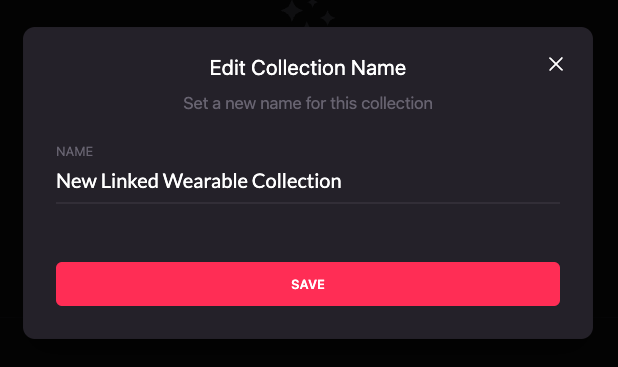 Edit Collection Name
Set a new name for this collection
NAME
New Linked Wearable Collection
SAVE